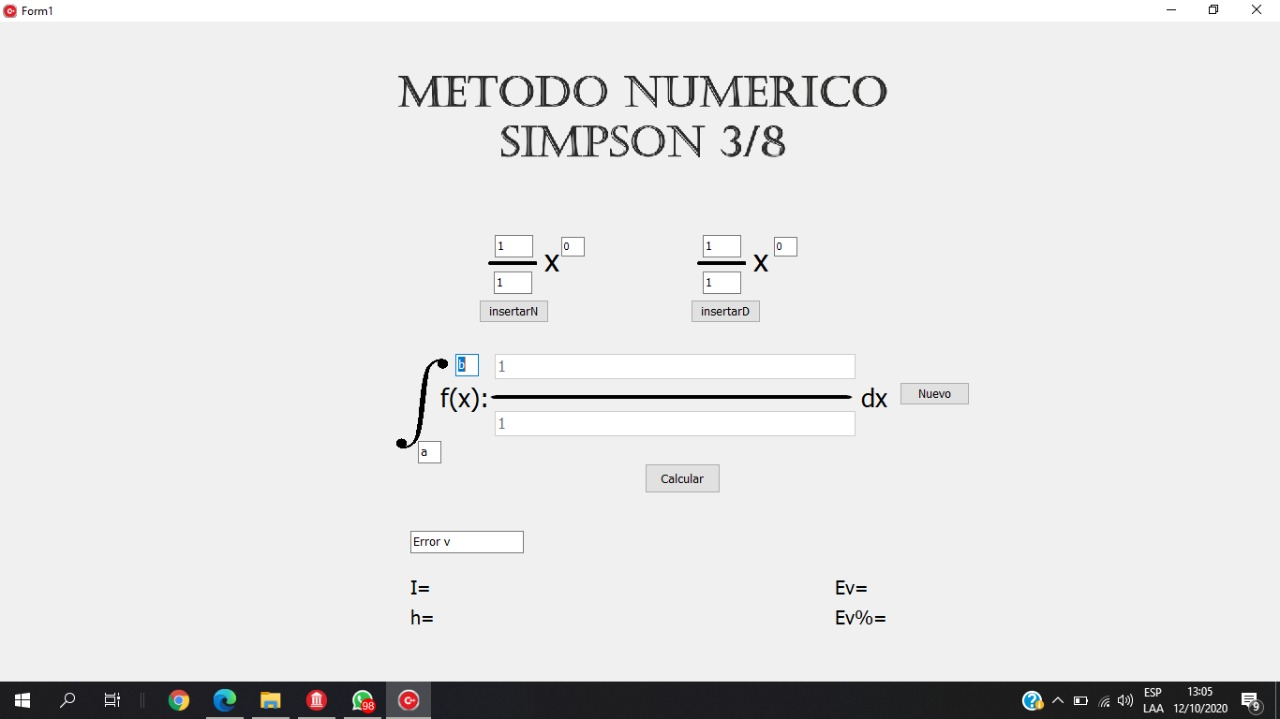 Form1
METODO NUMERICO
SIMPSON 3/8
1
x
0
1
insertarN
1
x
0
1
insertarD
b
1
f(x):
dx
Nuevo
1
a
Calcular
Error v
I=
Ev=
h=
Ev%=
98
ESP
LAA
13:05
12/10/2020
9